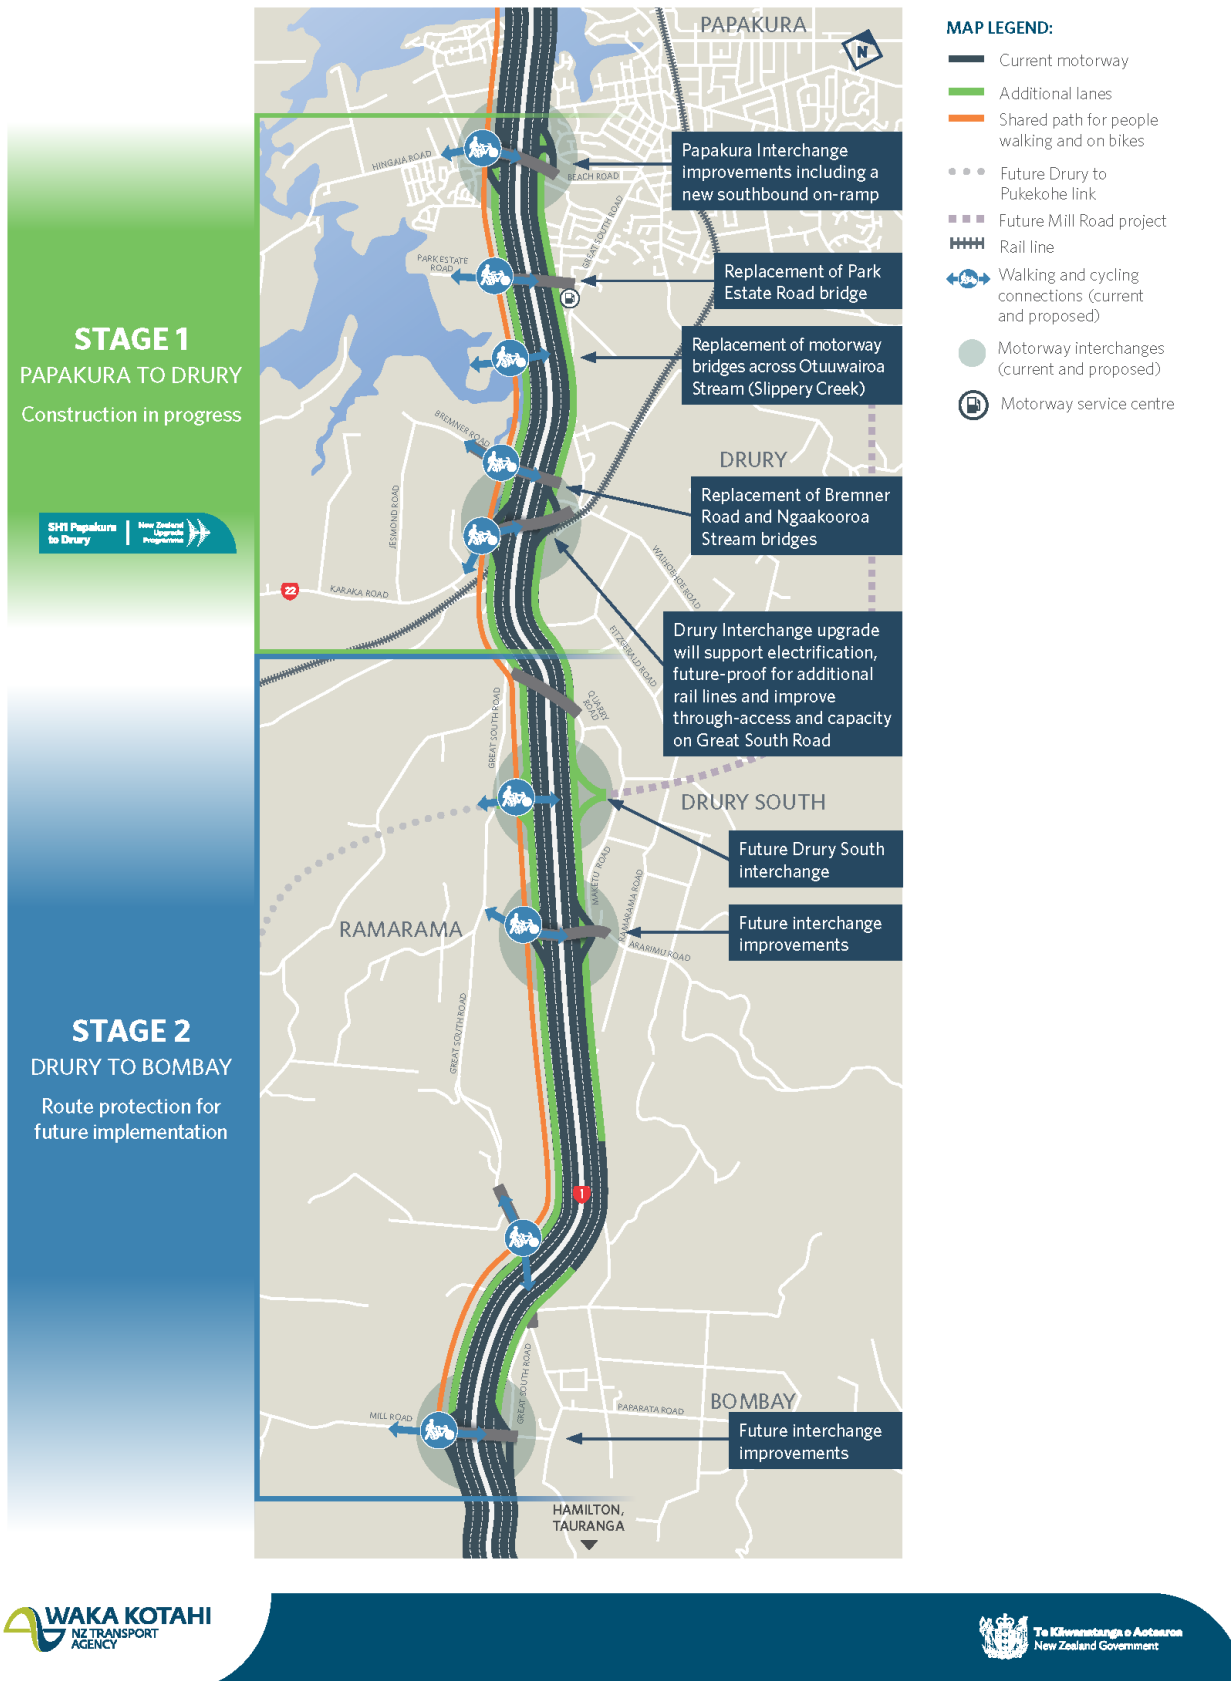 PAPAKURA
N
MAP LEGEND:
Current motorway
Additional lanes
Shared path for people
walking and on bikes
Future Drury to
Pukekohe link
Future Mill Road project
Rail line
Walking and cycling
connections (current
and proposed)
Motorway interchanges
(current and proposed)
Motorway service centre
STAGE 1
PAPAKURA TO DRURY
Construction in progress
SH1 Papakura
to Drury
New Zealand
Upgrade
Programme
HINGAIA ROAD
BEACH ROAD
Papakura Interchange
improvements including a
new southbound on-ramp
GREAT SOUTH ROAD
PARK ESTATE
ROAD
Replacement of Park
Estate Road bridge
Replacement of motorway
bridges across Otuuwairoa
Stream (Slippery Creek)
BREMNER ROAD
DRURY
JESMOND ROAD
Replacement of Bremner
Road and Ngaakooroa
Stream bridges
WAIHOEHOE ROAD
22
KARAKA ROAD
FITZGERALD ROAD
Drury Interchange upgrade
will support electrification,
future-proof for additional
rail lines and improve
through-access and capacity
on Great South Road
QUARRY
ROAD
GREAT SOUTH ROAD
DRURY SOUTH
Future Drury South
interchange
MAKETU ROAD
RAMARAMA ROAD
RAMARAMA
Future interchange
improvements
ARARIMU ROAD
STAGE 2
DRURY TO BOMBAY
Route protection for
future implementation
GREAT SOUTH ROAD
1
GREAT SOUTH ROAD
BOMBAY
PAPARATA ROAD
MILL ROAD
Future interchange
improvements
HAMILTON,
TAURANGA
WAKA KOTAHI
NZ TRANSPORT
AGENCY
Te Kāwanatanga o Aotearoa
New Zealand Government